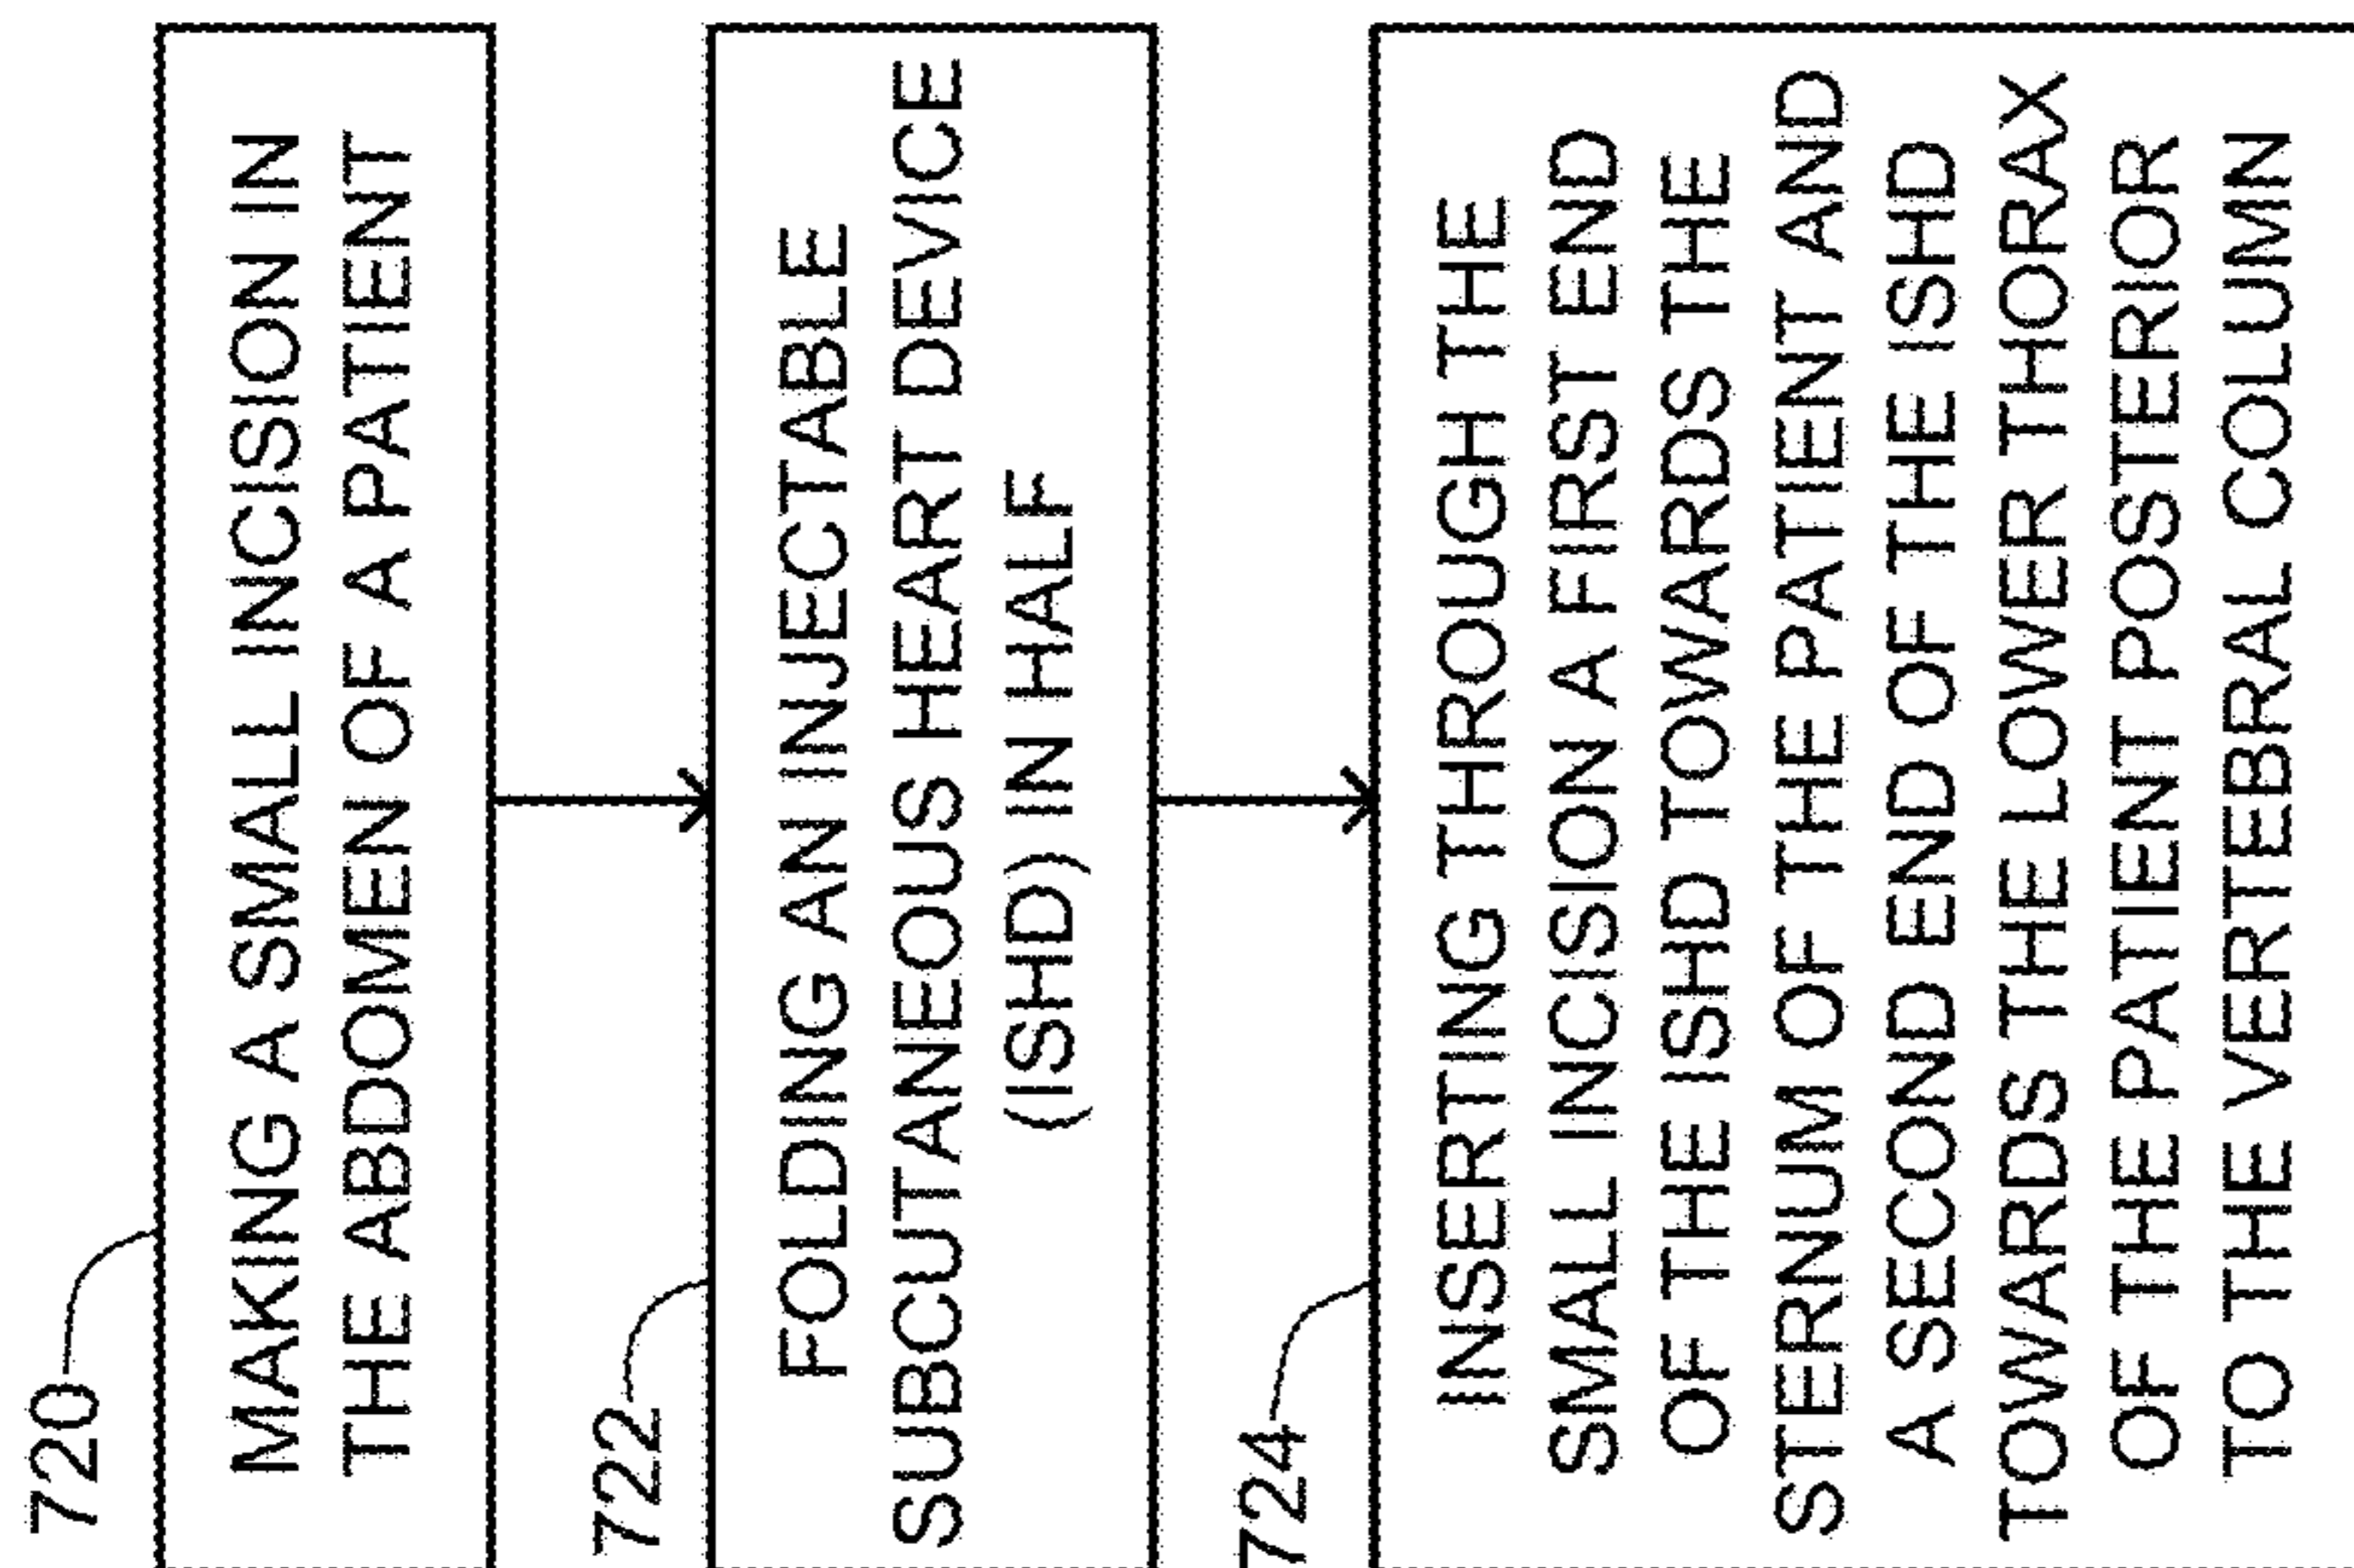 720
MAKING A SMALL INCISION IN
THE ABDOMEN OF A PATIENT
722
FOLDING AN INJECTABLE
SUBCUTANEOUS HEART DEVICE
(ISHD) IN HALF
724
INSERTING THROUGH THE
SMALL INCISION A FIRST END
OF THE ISHD TOWARDS THE
STERNUM OF THE PATIENT AND
A SECOND END OF THE ISHD
TOWARDS THE LOWER THORAX
OF THE PATIENT POSTERIOR
TO THE VERTEBRAL COLUMN